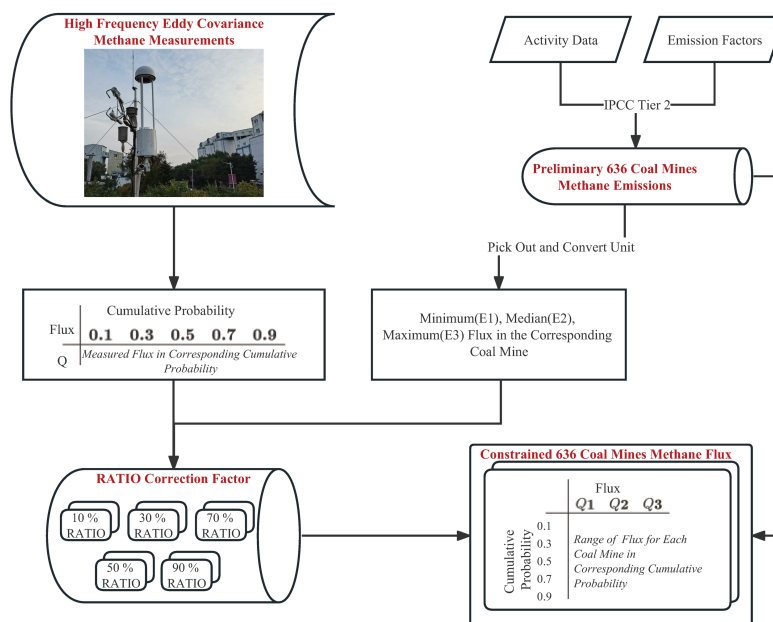 High Frequency Eddy Covariance
Methane Measurements
Activity Data
Emission Factors
IPCC Tier 2
Preliminary 636 Coal Mines
Methane Emissions
Pick Out and Convert Unit
Cumulative Probability
Flux
0.1 0.3 0.5 0.7 0.9
Q
Measured Flux in Corresponding Cumulative
Probability
Minimum(E1), Median(E2),
Maximum(E3) Flux in the Corresponding
Coal Mine
RATIO Correction Factor
10 %
RATIO
30 %
RATIO
70 %
RATIO
50 %
RATIO
90 %
RATIO
Constrained 636 Coal Mines Methane Flux
Flux
Q1 Q2 Q3
Cumulative
Probability
0.1
0.3
0.5
0.7
0.9
Range of Flux for Each
Coal Mine in
Corresponding Cumulative
Probability